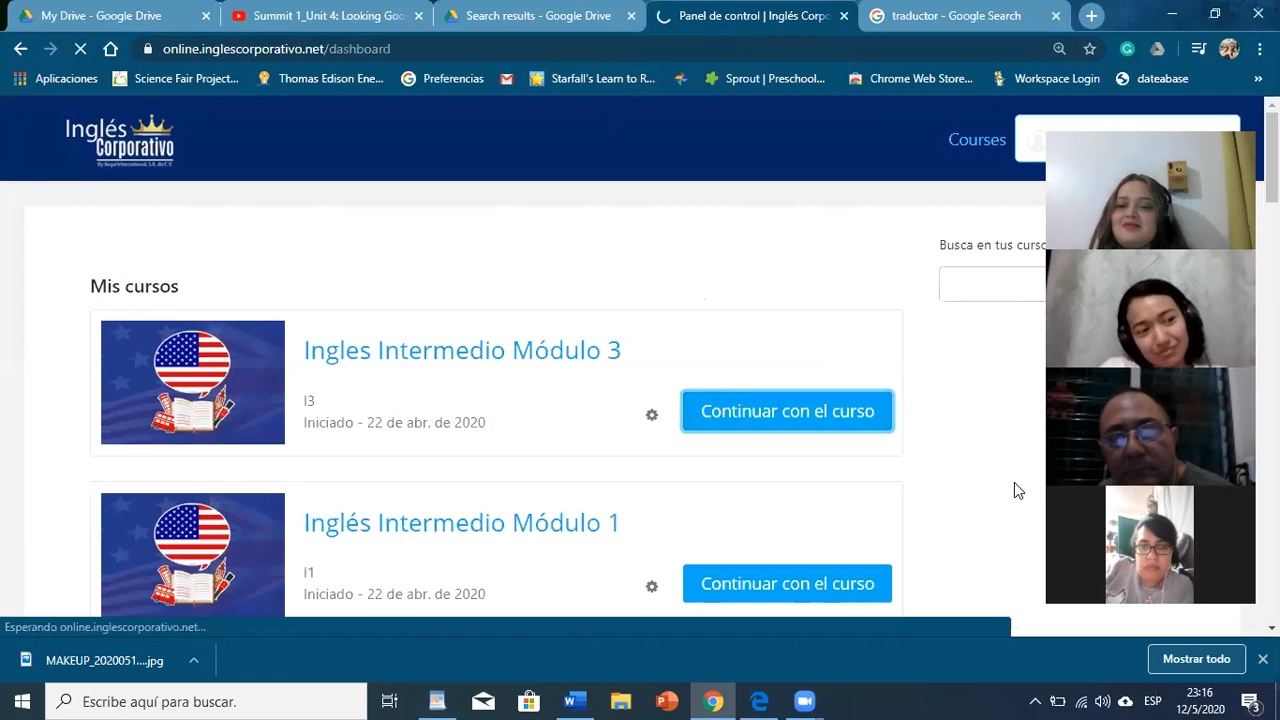 My Drive - Google Drive
Summit 1_Unit 4: Looking Goo
Search results - Google Drive
Panel de control | Inglés Corpo
traductor - Google Search
online.inglescorporativo.net/dashboard
Aplicaciones
Science Fair Project...
Thomas Edison Ene...
Preferencias
Starfall's Learn to R...
Sprout | Preschool...
Chrome Web Store...
Workspace Login
dateabase
»
Inglés
Corporativo
Courses
Busca en tus curso
Mis cursos
Ingles Intermedio Módulo 3
I3
Iniciado - 22 de abr. de 2020
Continuar con el curso
Inglés Intermedio Módulo 1
i1
Iniciado - 22 de abr. de 2020
Continuar con el curso
Esperando online.inglescorporativo.net...
MAKEUP_2020051....jpg
Mostrar todo
Escribe aquí para buscar.
ESP
23:16
12/5/2020
3